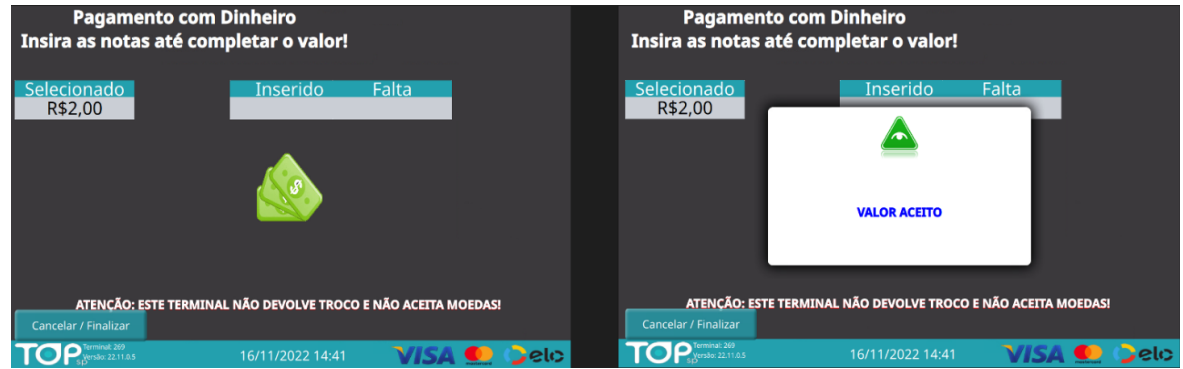 Pagamento com Dinheiro
Insira as notas até completar o valor!
Selecionado
R$2,00
Inserido Falta
ATENÇÃO: ESTE TERMINAL NÃO DEVOLVE TROCO E NÃO ACEITA MOEDAS!
Cancelar / Finalizar
TOP sp
Terminal: 269
Versão: 22.11.0.5
16/11/2022 14:41
VISA
mastercard
elo
Pagamento com Dinheiro
Insira as notas até completar o valor!
Selecionado
R$2,00
Inserido Falta
VALOR ACEITO
ATENÇÃO: ESTE TERMINAL NÃO DEVOLVE TROCO E NÃO ACEITA MOEDAS!
Cancelar / Finalizar
TOP sp
Terminal: 269
Versão: 22.11.0.5
16/11/2022 14:41
VISA
mastercard
elo